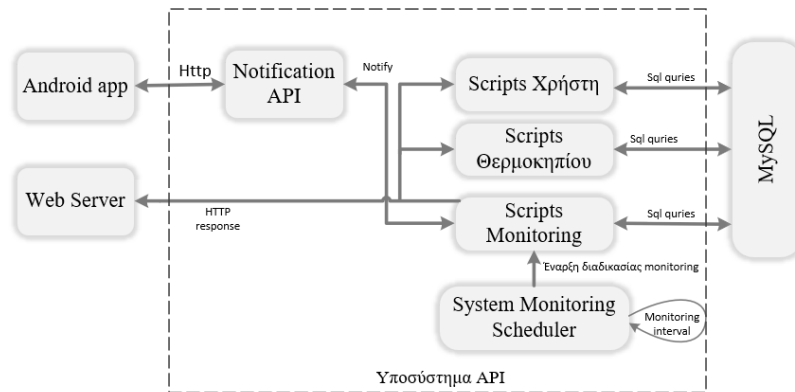 Android app
Http
Notification
API
Notify
Scripts Χρήστη
Sql quries
MySQL
Scripts
Θερμοκηπίου
Sql quries
Web Server
HTTP
response
Scripts
Monitoring
Sql quries
Έναρξη διαδικασίας monitoring
System Monitoring
Scheduler
Monitoring
interval
Υποσύστημα API